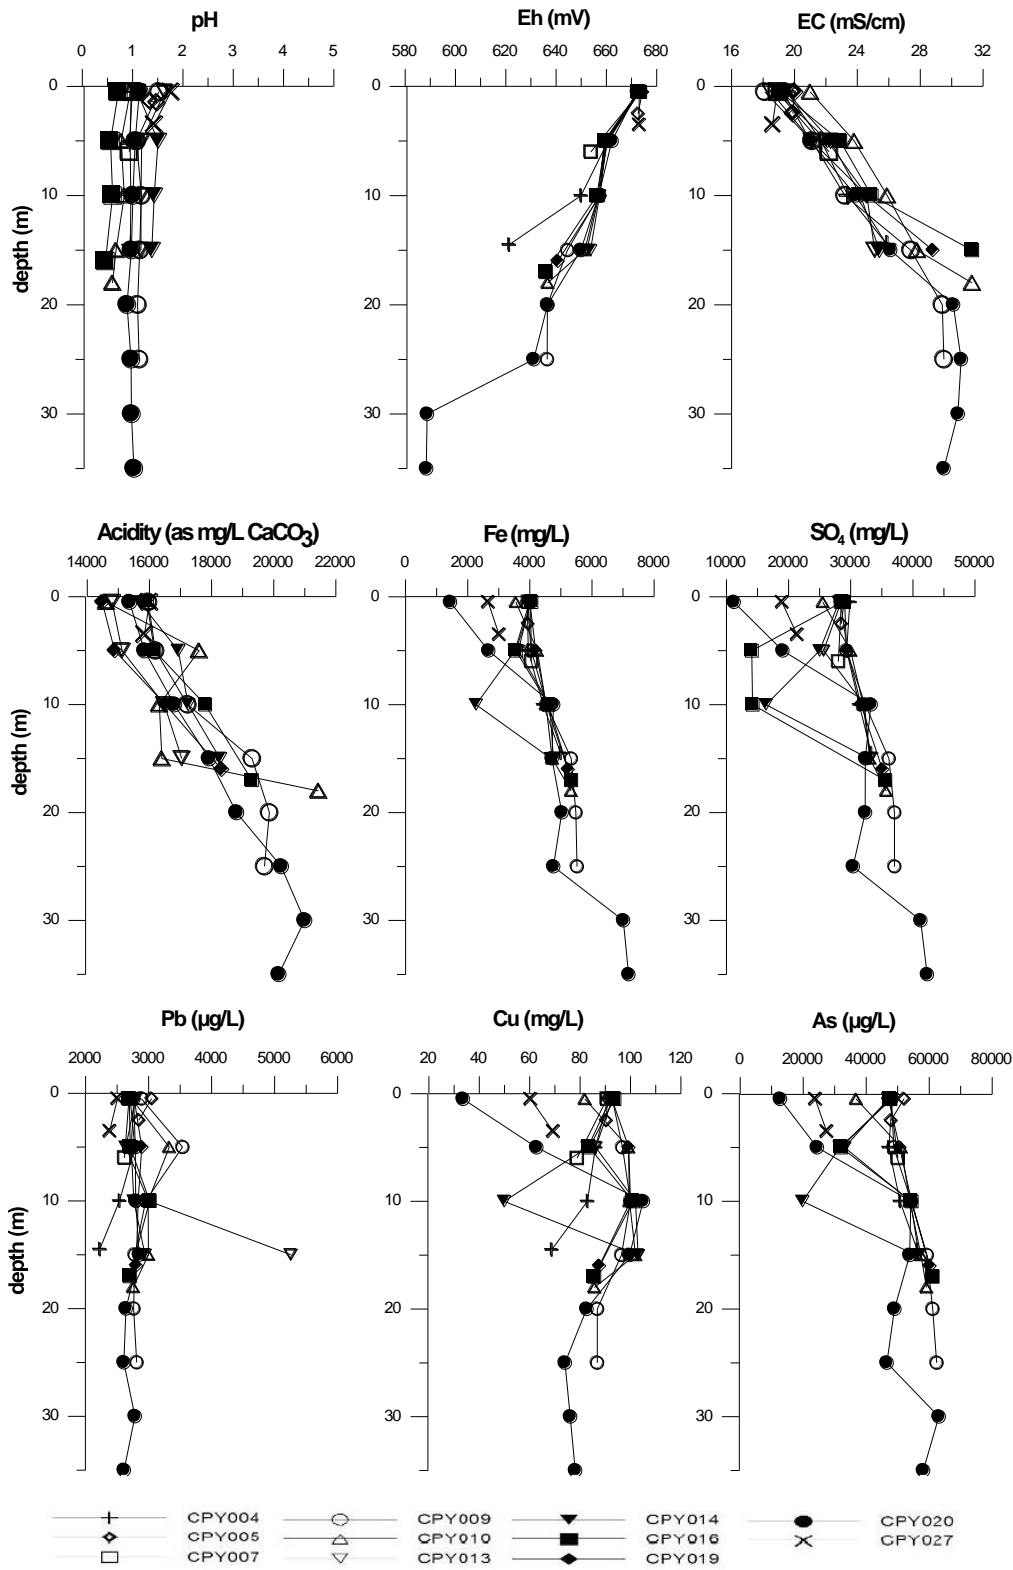 pH Eh (mV) EC (mS/cm)
0 1 2 3 4 5 580 600 620 640 660 680 16 20 24 28 32
0 0 0
10 10 10
depth (m)
20 20 20
30 30 30
Acidity (as mg/L CaCO3) Fe (mg/L) SO4 (mg/L)
14000 16000 18000 20000 22000 0 2000 4000 6000 8000 10000 20000 30000 40000 50000
0 0 0
10 10 10
depth (m)
20 20 20
30 30 30
Pb (µg/L) Cu (mg/L) As (µg/L)
2000 3000 4000 5000 6000 20 40 60 80 100 120 0 20000 40000 60000 80000
0 0 0
10 10 10
depth (m)
20 20 20
30 30 30
CPY004 CPY009 CPY014 CPY020
CPY005 CPY010 CPY016 CPY027
CPY007 CPY013 CPY019